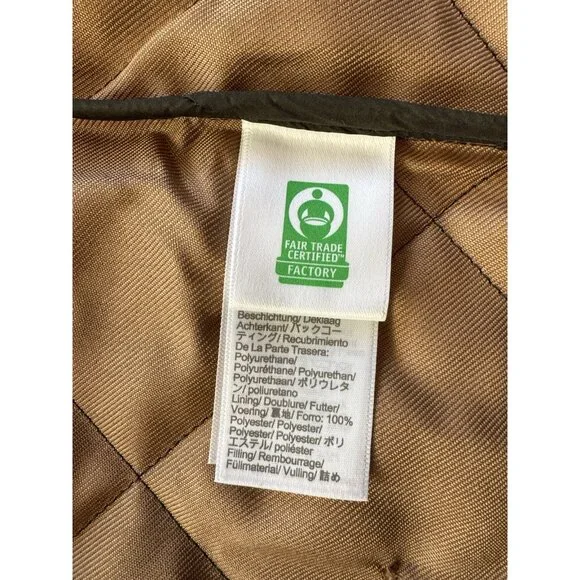 FAIR TRADE
CERTIFIED™
FACTORY
Beschichtung/ Deklaag
Achterkant/ バックコー
ティング/ Recubrimiento
De La Parte Trasera:
Polyurethane/
Polyuréthane/ Polyurethan/
Polyurethaan/ ポリウレタ
ン/ poliuretano
Lining/ Doublure/ Futter/
Voering/ 裏地/ Forro: 100%
Polyester/ Polyester/
Polyester/ Polyester/ ポリ
エステル/ poliéster
Filling/ Rembourrage/
Füllmaterial/ Vulling/ 詰め